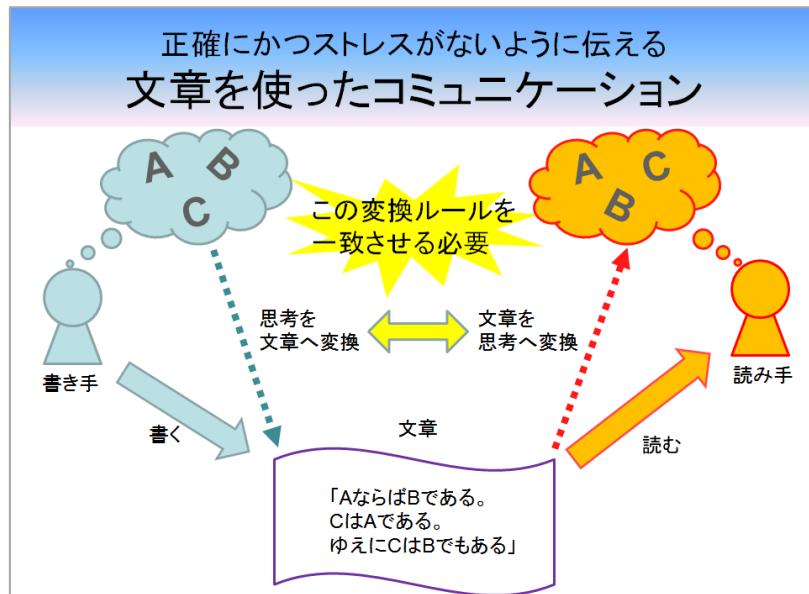 正確にかつストレスがないように伝える
文章を使ったコミュニケーション
A B
C
この変換ルールを
一致させる必要
A C
B
思考を
文章へ変換
文章を
思考へ変換
書き手
読み手
書く
文章
読む
「AならばBである。
CはAである。
ゆえにCはBでもある」